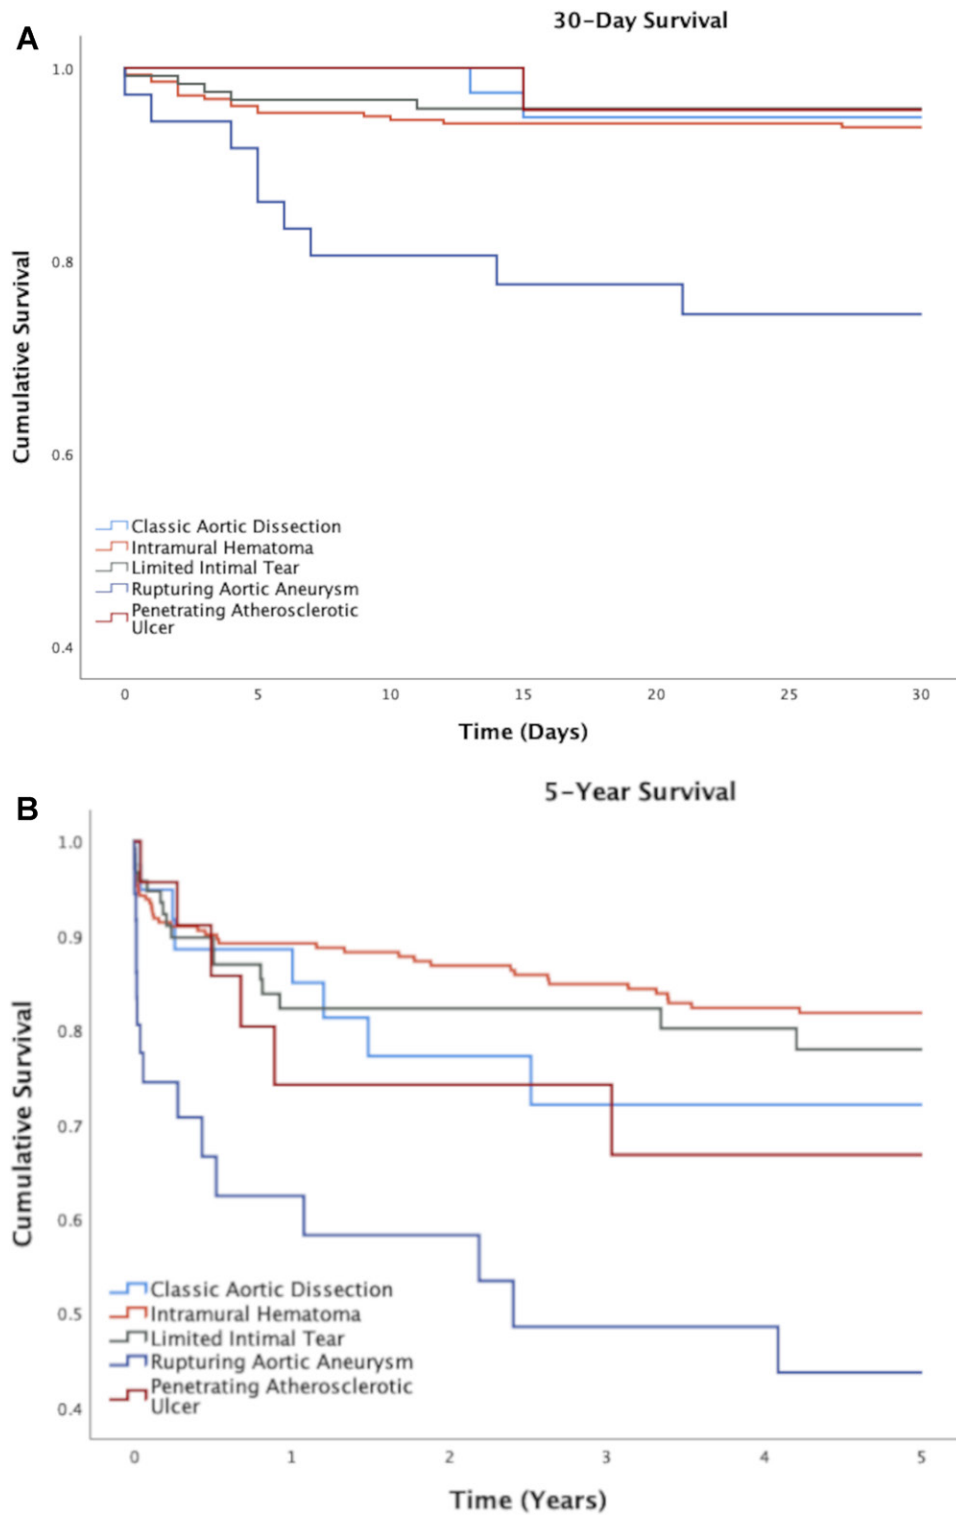 A
30-Day Survival
1.0
0.8
0.6
0.4
Cumulative Survival
Classic Aortic Dissection
Intramural Hematoma
Limited Intimal Tear
Rupturing Aortic Aneurysm
Penetrating Atherosclerotic
Ulcer
0 5 10 15 20 25 30
Time (Days)
B
5-Year Survival
1.0
0.9
0.8
0.7
0.6
0.5
0.4
Cumulative Survival
Classic Aortic Dissection
Intramural Hematoma
Limited Intimal Tear
Rupturing Aortic Aneurysm
Penetrating Atherosclerotic
Ulcer
0 1 2 3 4 5
Time (Years)